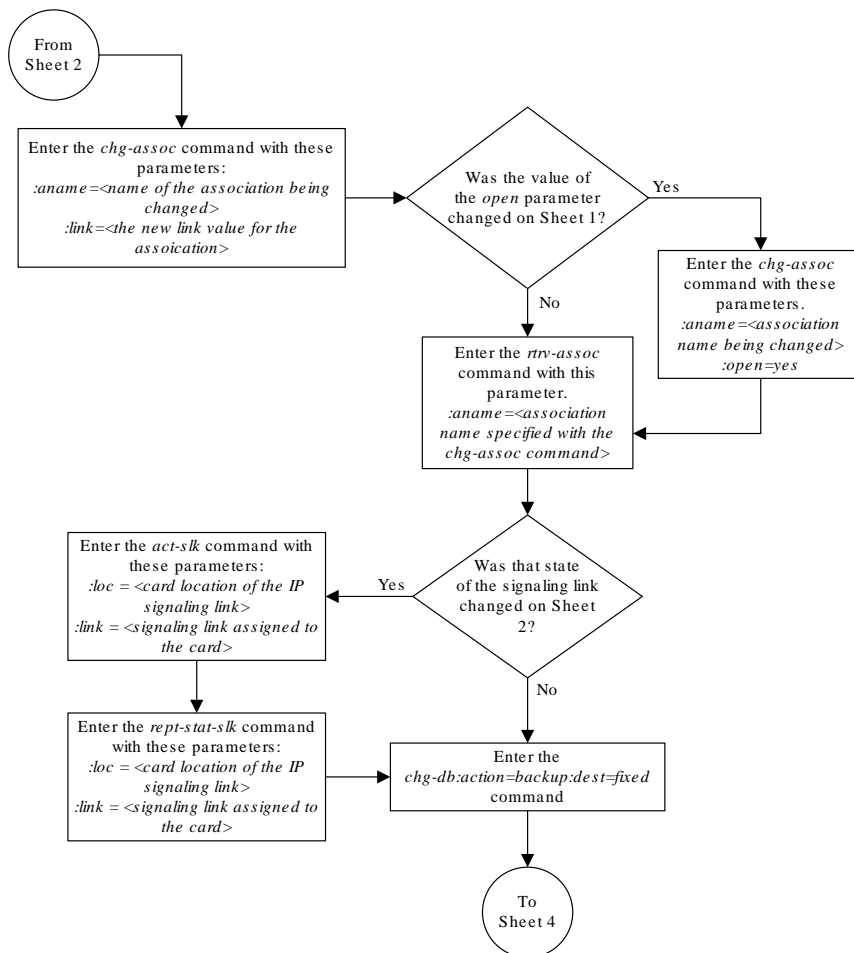 From
Sheet 2
Enter the chg-assoc command with these
parameters:
:aname=<name of the association being
changed>
:link=<the new link value for the
assoication>
Was the value of
the open parameter
changed on Sheet 1?
Yes
No
Enter the chg-assoc
command with these
parameters.
:aname=<association
name being changed>
:open=yes
Enter the rtrv-assoc
command with this
parameter.
:aname=<association
name specified with the
chg-assoc command>
Was that state
of the signaling link
changed on Sheet
2?
Yes
No
Enter the act-slk command with
these parameters:
:loc = <card location of the IP
signaling link>
:link = <signaling link assigned to
the card>
Enter the rept-stat-slk command
with these parameters:
:loc = <card location of the IP
signaling link>
:link = <signaling link assigned to
the card>
Enter the
chg-db:action=backup:dest=fixed
command
To
Sheet 4